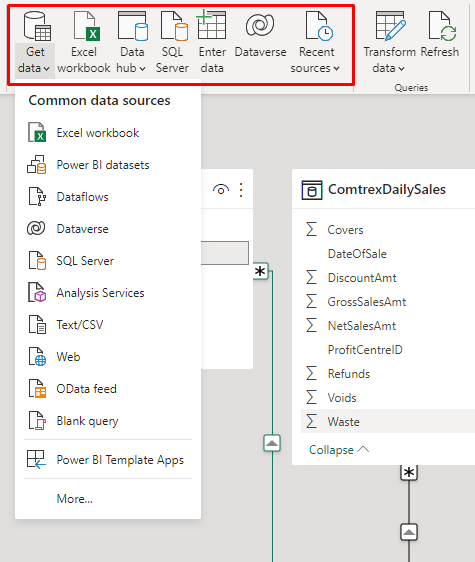 Get data
Excel workbook
Data hub
SQL Server
Enter data
Dataverse
Recent sources
Transform data
Refresh
Queries
Common data sources
Excel workbook
Power BI datasets
Dataflows
Dataverse
SQL Server
Analysis Services
Text/CSV
Web
OData feed
Blank query
Power BI Template Apps
More...
ComtrexDailySales
Covers
DateOfSale
DiscountAmt
GrossSalesAmt
NetSalesAmt
ProfitCentreID
Refunds
Voids
Waste
Collapse